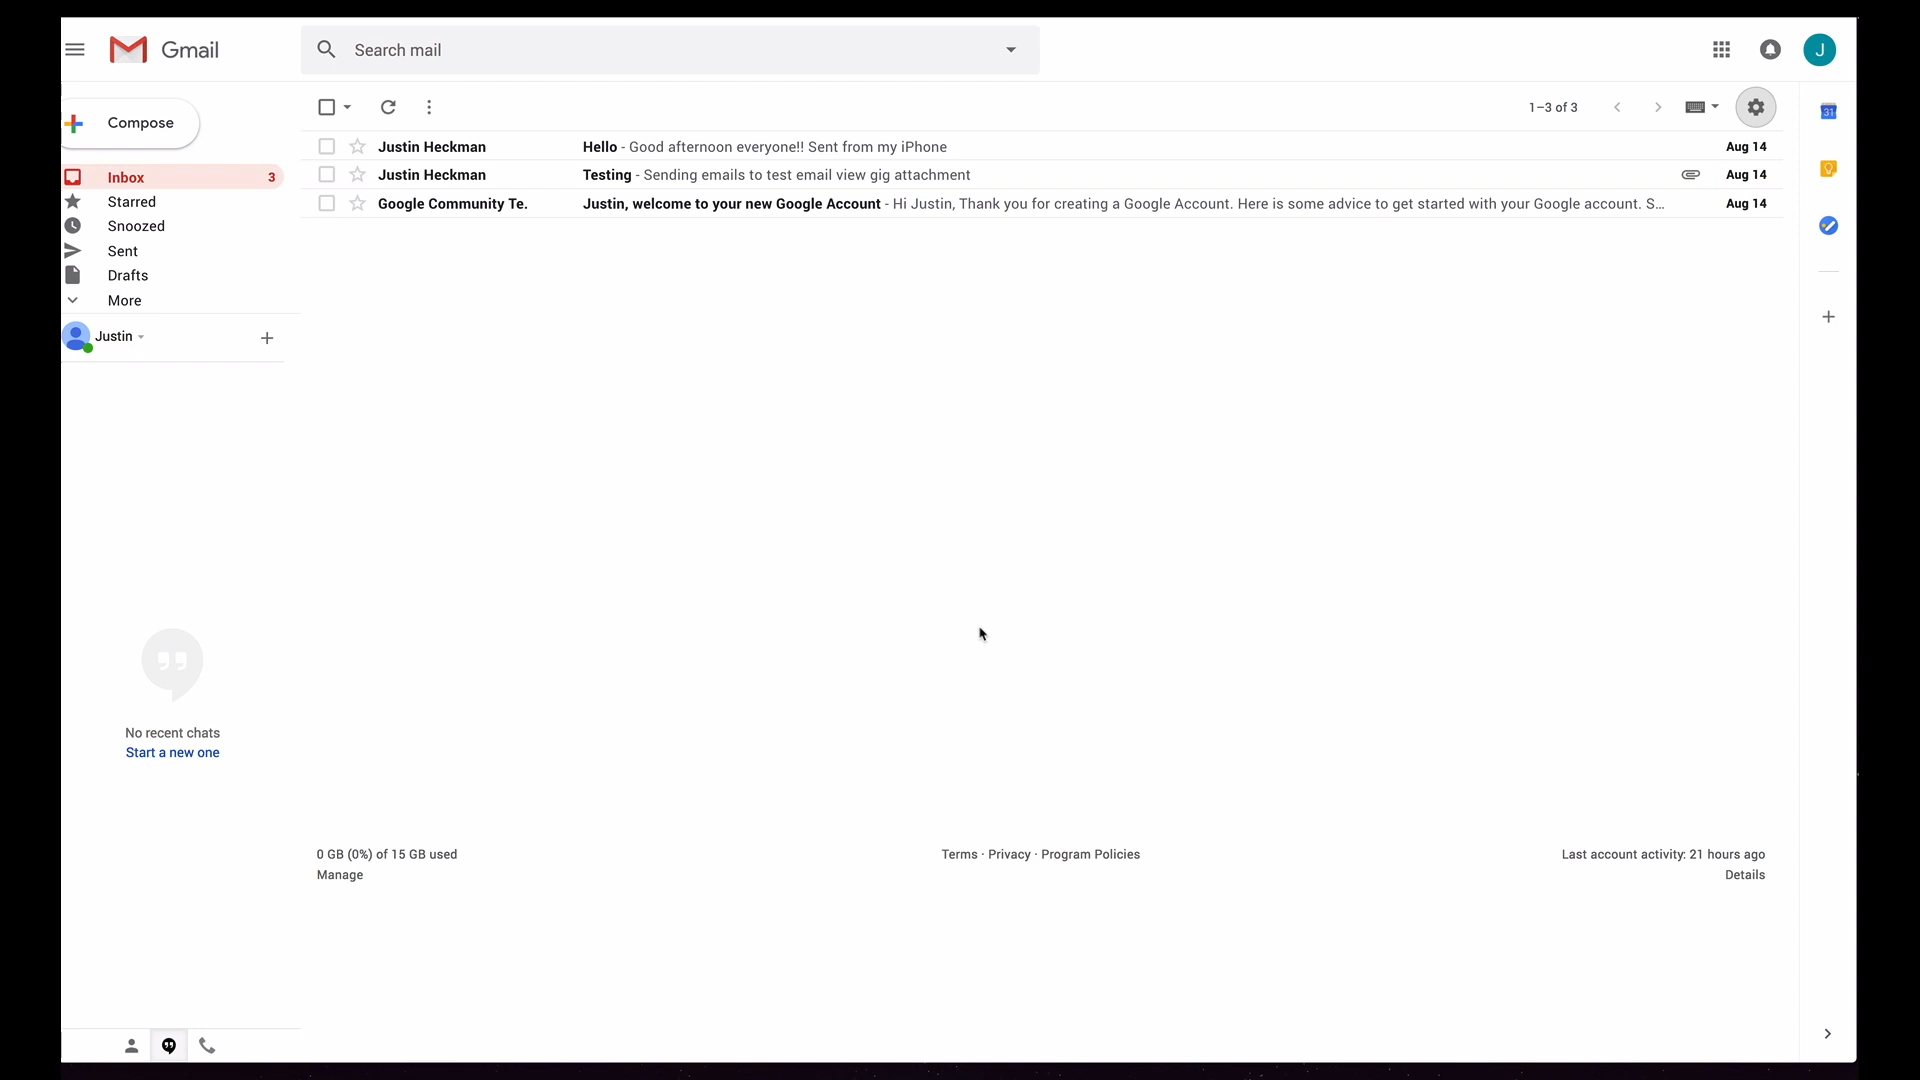 Gmail
Search mail
J
Compose
1–3 of 3
31
Justin Heckman Hello - Good afternoon everyone!! Sent from my iPhone Aug 14
Inbox 3
Justin Heckman Testing - Sending emails to test email view gig attachment Aug 14
Starred
Google Community Te. Justin, welcome to your new Google Account - Hi Justin, Thank you for creating a Google Account. Here is some advice to get started with your Google account. S…
Aug 14
Snoozed
Sent
Drafts
More
Justin
No recent chats
Start a new one
0 GB (0%) of 15 GB used
Manage
Terms · Privacy · Program Policies
Last account activity: 21 hours ago
Details